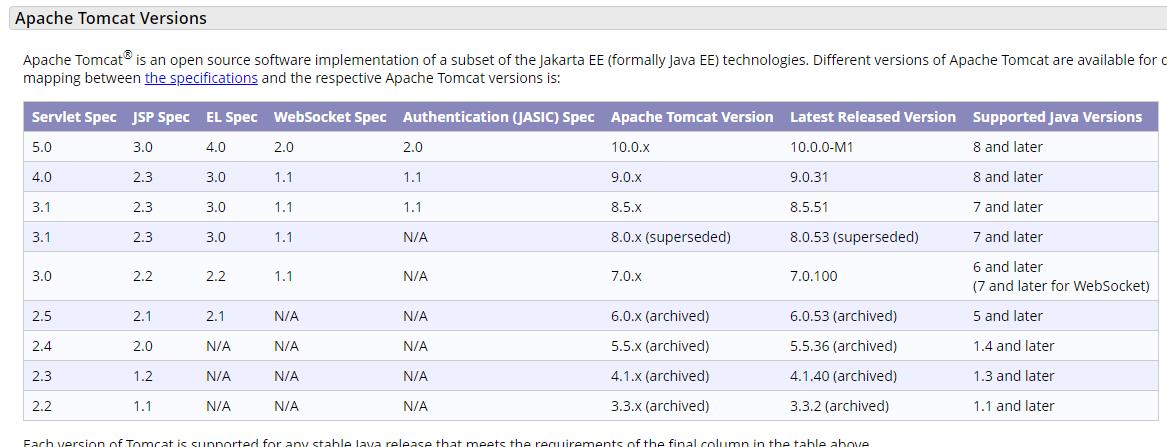 Apache Tomcat Versions
Apache Tomcat® is an open source software implementation of a subset of the Jakarta EE (formally Java EE) technologies. Different versions of Apache Tomcat are available for
mapping between the specifications and the respective Apache Tomcat versions is:
Servlet Spec JSP Spec EL Spec WebSocket Spec Authentication (JASIC) Spec Apache Tomcat Version Latest Released Version Supported Java Versions
5.0 3.0 4.0 2.0 2.0 10.0.x 10.0.0-M1 8 and later
4.0 2.3 3.0 1.1 1.1 9.0.x 9.0.31 8 and later
3.1 2.3 3.0 1.1 1.1 8.5.x 8.5.51 7 and later
3.1 2.3 3.0 1.1 N/A 8.0.x (superseded) 8.0.53 (superseded) 7 and later
3.0 2.2 2.2 1.1 N/A 7.0.x 7.0.100 6 and later
(7 and later for WebSocket)
2.5 2.1 2.1 N/A N/A 6.0.x (archived) 6.0.53 (archived) 5 and later
2.4 2.0 N/A N/A N/A 5.5.x (archived) 5.5.36 (archived) 1.4 and later
2.3 1.2 N/A N/A N/A 4.1.x (archived) 4.1.40 (archived) 1.3 and later
2.2 1.1 N/A N/A N/A 3.3.x (archived) 3.3.2 (archived) 1.1 and later
Each version of Tomcat is supported for any stable Java release that meets the requirements of the final column in the table above